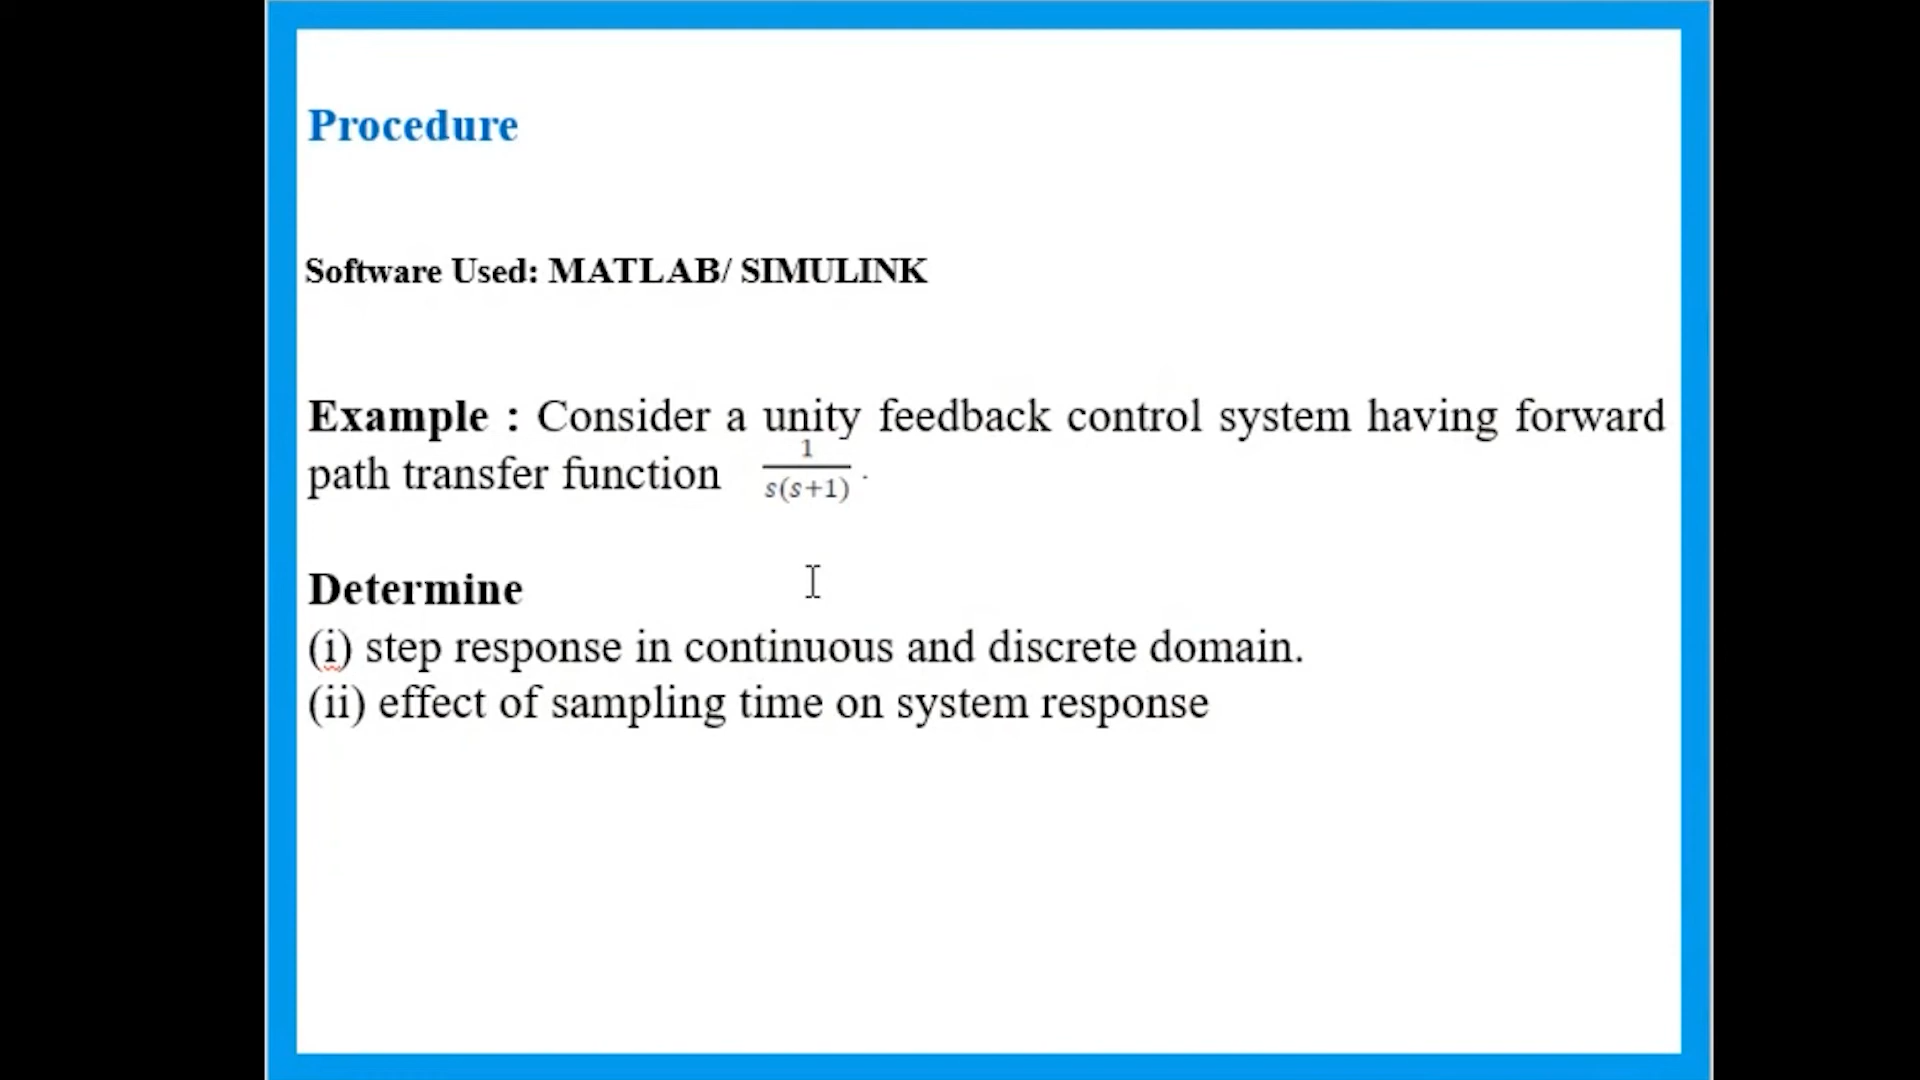 Procedure
Software Used: MATLAB/ SIMULINK
Example : Consider a unity feedback control system having forward
path transfer function 1/s(s+1) .
Determine
(i) step response in continuous and discrete domain.
(ii) effect of sampling time on system response